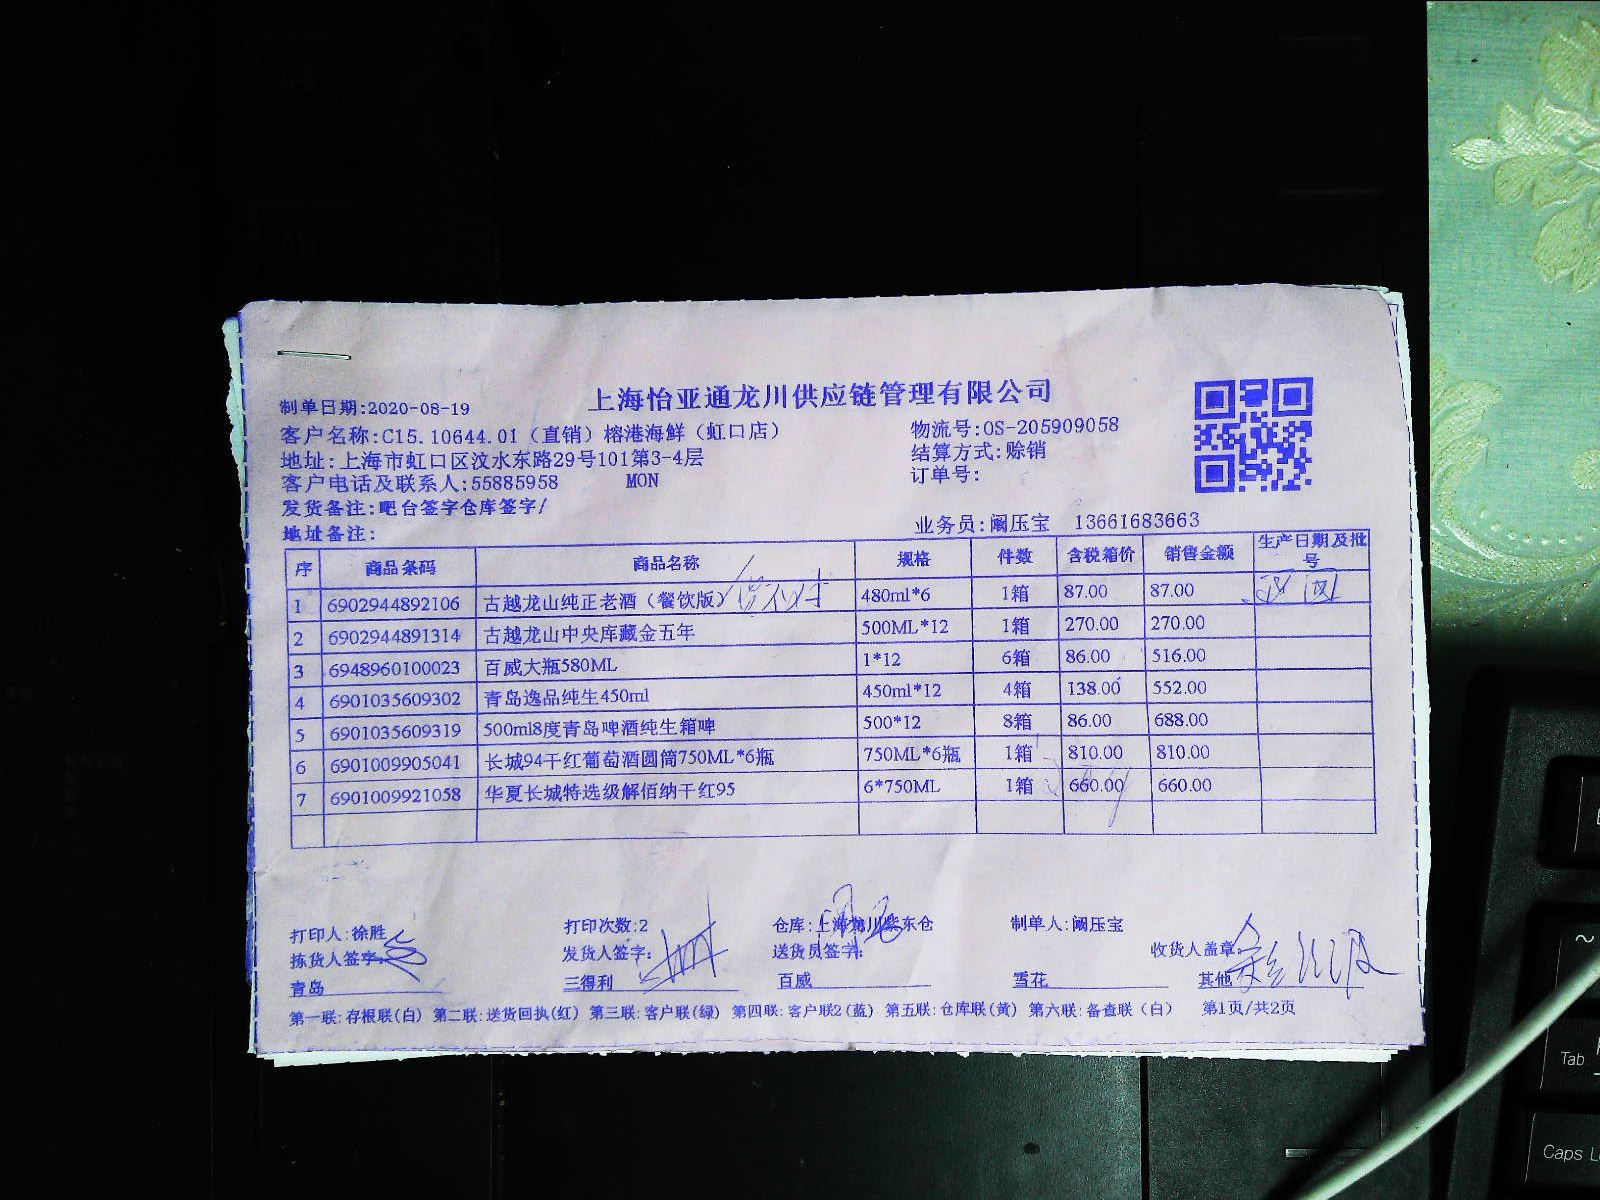 上海怡亚通龙川供应链管理有限公司
制单日期:2020-08-19
客户名称:C15.10644.01（直销）榕港海鲜（虹口店） 物流号:OS-205909058
地址:上海市虹口区汶水东路29号101第3-4层 结算方式:赊销
客户电话及联系人:55885958 MON 订单号:
发货备注:吧台签字仓库签字/
地址备注: 业务员:阚压宝 13661683663
序 商品条码 商品名称 规格 件数 含税箱价 销售金额 生产日期及批号
1 6902944892106 古越龙山纯正老酒（餐饮版） 480ml*6 1箱 87.00 87.00
2 6902944891314 古越龙山中央库藏金五年 500ML*12 1箱 270.00 270.00
3 6948960100023 百威大瓶580ML 1*12 6箱 86.00 516.00
4 6901035609302 青岛逸品纯生450ml 450ml*12 4箱 138.00 552.00
5 6901035609319 500ml8度青岛啤酒纯生箱啤 500*12 8箱 86.00 688.00
6 6901009905041 长城94干红葡萄酒圆筒750ML*6瓶 750ML*6瓶 1箱 810.00 810.00
7 6901009921058 华夏长城特选级解佰纳干红95 6*750ML 1箱 660.00 660.00
打印人:徐胜 打印次数:2 仓库:上海龙川紫东仓 制单人:阚压宝
拣货人签字: 发货人签字: 送货员签字: 收货人盖章:
青岛 三得利 百威 雪花 其他
第一联:存根联(白) 第二联:送货回执(红) 第三联:客户联(绿) 第四联:客户联2(蓝) 第五联:仓库联(黄) 第六联:备查联（白） 第1页/共2页
~
Tab
Caps L